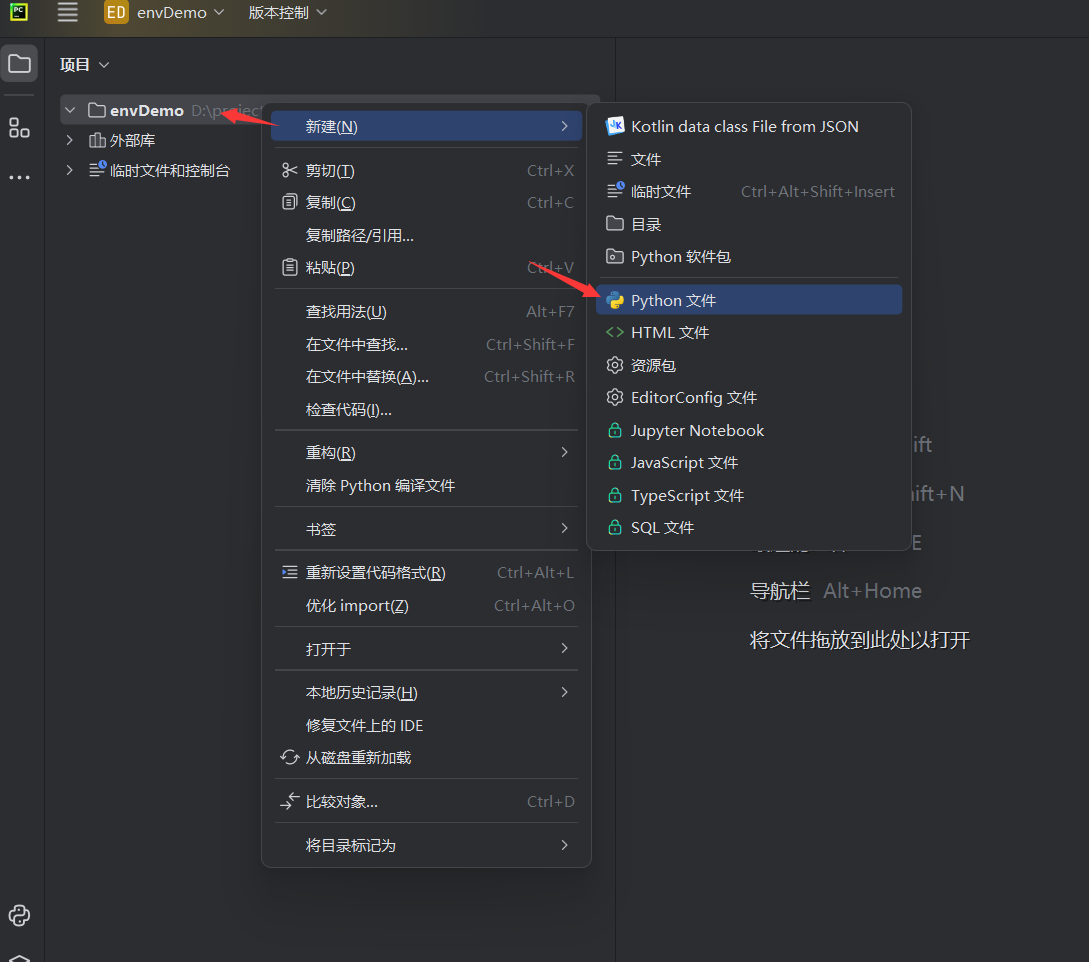 PC
ED envDemo 版本控制
项目
envDemo D:\projec
外部库
临时文件和控制台
新建(N)
剪切(T) Ctrl+X
复制(C) Ctrl+C
复制路径/引用...
粘贴(P) Ctrl+V
查找用法(U) Alt+F7
在文件中查找... Ctrl+Shift+F
在文件中替换(A)... Ctrl+Shift+R
检查代码(I)...
重构(R)
清除 Python 编译文件
书签
重新设置代码格式(R) Ctrl+Alt+L
优化 import(Z) Ctrl+Alt+O
打开于
本地历史记录(H)
修复文件上的 IDE
从磁盘重新加载
比较对象... Ctrl+D
将目录标记为
Kotlin data class File from JSON
文件
临时文件 Ctrl+Alt+Shift+Insert
目录
Python 软件包
Python 文件
HTML 文件
资源包
EditorConfig 文件
Jupyter Notebook
JavaScript 文件
TypeScript 文件
SQL 文件
ift
ift+N
E
导航栏 Alt+Home
将文件拖放到此处以打开